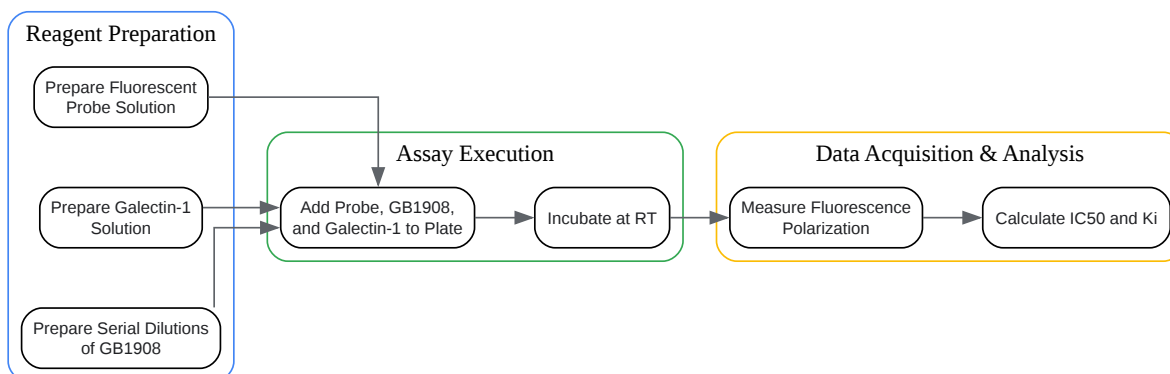 Reagent Preparation
Prepare Fluorescent
Probe Solution
Prepare Galectin-1
Solution
Prepare Serial Dilutions
of GB1908
Assay Execution
Add Probe, GB1908,
and Galectin-1 to Plate
Incubate at RT
Data Acquisition & Analysis
Measure Fluorescence
Polarization
Calculate IC50 and Ki